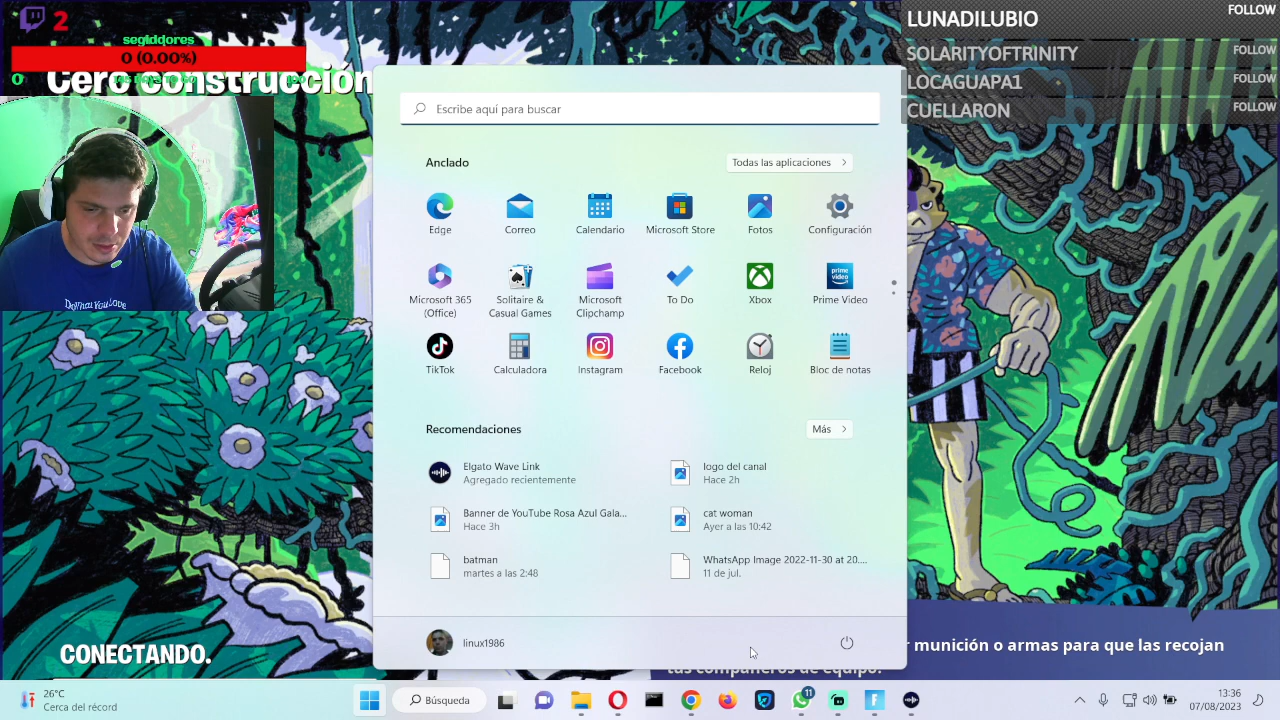 2
segiddores
0 (0.00%)
0
Cero construcción
DoWhatYouLove
LUNADILUBIO
FOLLOW
SOLARITYOFTRINITY
FOLLOW
LOCAGUAPA1
FOLLOW
CUELLARON
FOLLOW
Escribe aquí para buscar
Anclado
Todas las aplicaciones
Edge
Correo
Calendario
Microsoft Store
Fotos
Configuración
Microsoft 365
(Office)
Solitaire &
Casual Games
Microsoft
Clipchamp
To Do
Xbox
Prime Video
prime
video
TikTok
Calculadora
Instagram
Facebook
Reloj
Bloc de notas
Recomendaciones
Más
Elgato Wave Link
Agregado recientemente
logo del canal
Hace 2h
Banner de YouTube Rosa Azul Gala...
Hace 3h
cat woman
Ayer a las 10:42
batman
martes a las 2:48
WhatsApp Image 2022-11-30 at 20....
11 de jul.
linux1986
CONECTANDO.
munición o armas para que las recojan
tus compañeros de equipo.
26°C
Cerca del récord
Búsqueda
11
13:36
07/08/2023